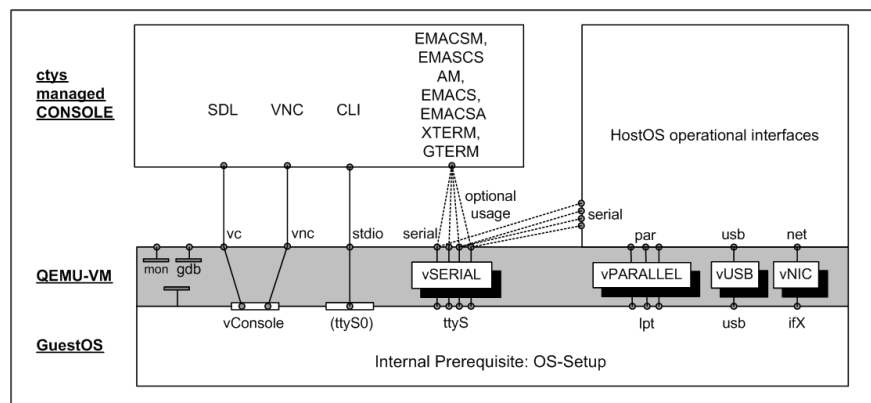 EMACSM,
EMASCS
AM,
EMACS,
EMACSA
XTERM,
GTERM
ctys
managed
CONSOLE
SDL VNC CLI
HostOS operational interfaces
optional
usage
serial
vc vnc stdio serial par usb net
mon gdb
QEMU-VM
vSERIAL vPARALLEL vUSB vNIC
vConsole (ttyS0) ttyS lpt usb ifX
GuestOS
Internal Prerequisite: OS-Setup